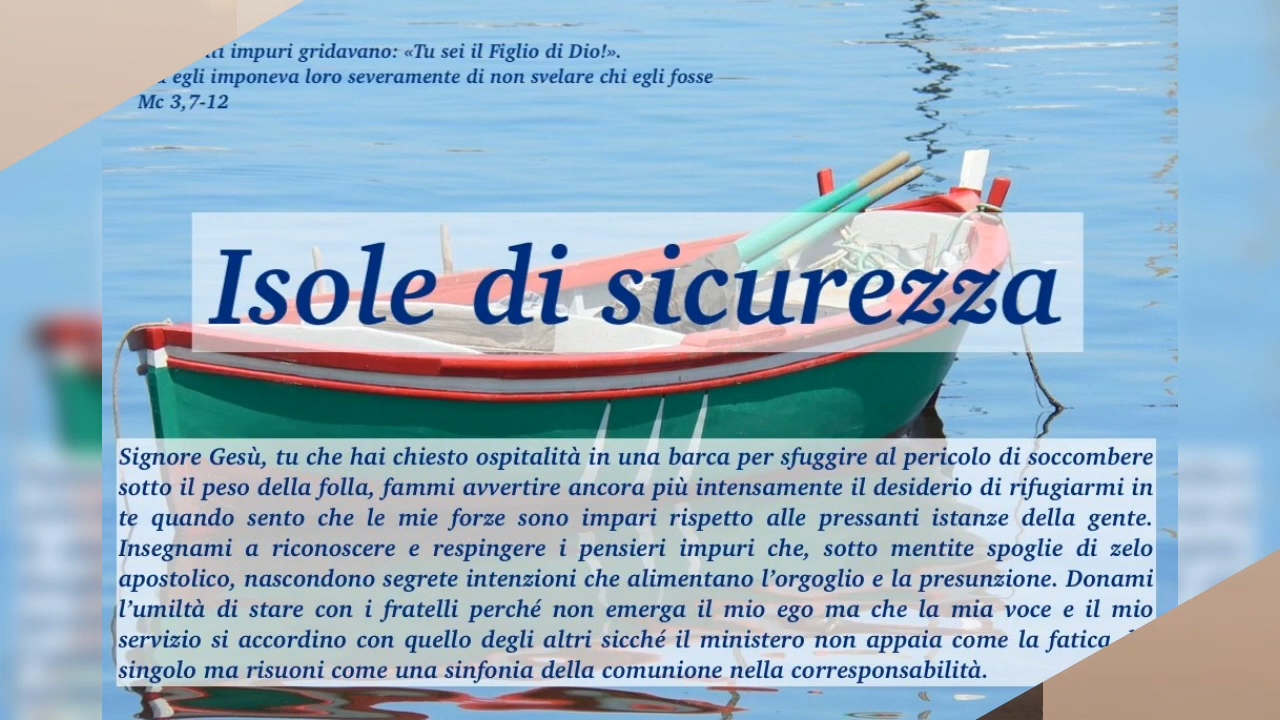 impuri gridavano: «Tu sei il Figlio di Dio!».
egli imponeva loro severamente di non svelare chi egli fosse
Mc 3,7-12
Isole di sicurezza
Signore Gesù, tu che hai chiesto ospitalità in una barca per sfuggire al pericolo di soccombere
sotto il peso della folla, fammi avvertire ancora più intensamente il desiderio di rifugiarmi in
te quando sento che le mie forze sono impari rispetto alle pressanti istanze della gente.
Insegnami a riconoscere e respingere i pensieri impuri che, sotto mentite spoglie di zelo
apostolico, nascondono segrete intenzioni che alimentano l’orgoglio e la presunzione. Donami
l’umiltà di stare con i fratelli perché non emerga il mio ego ma che la mia voce e il mio
servizio si accordino con quello degli altri sicché il ministero non appaia come la fatica
singolo ma risuoni come una sinfonia della comunione nella corresponsabilità.